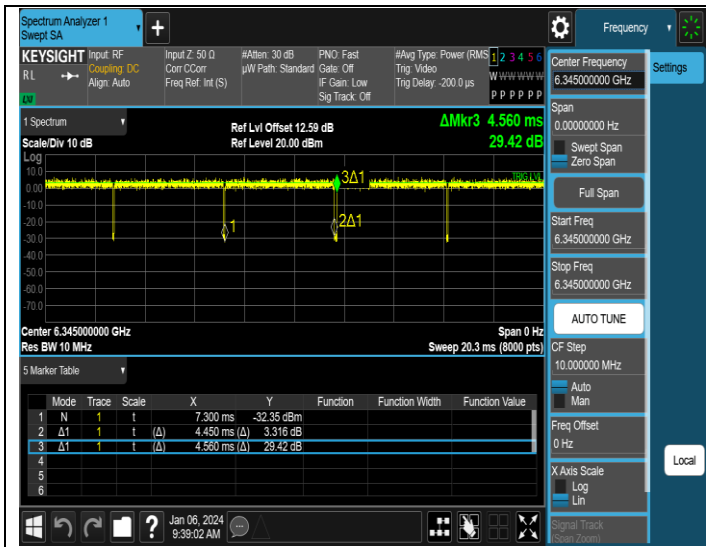 Spectrum Analyzer 1
Swept SA
+
Frequency
KEYSIGHT
RL
LNI
Input: RF
Coupling: DC
Align: Auto
Input Z: 50 Ω
Corr CCorr
Freq Ref: Int (S)
#Atten: 30 dB
µW Path: Standard
PNO: Fast
Gate: Off
IF Gain: Low
Sig Track: Off
#Avg Type: Power (RMS
Trig: Video
Trig Delay: -200.0 µs
1 2 3 4 5 6
W W W W W W
P P P P P P
1 Spectrum
Scale/Div 10 dB
Ref Lvl Offset 12.59 dB
Ref Level 20.00 dBm
ΔMkr3 4.560 ms
29.42 dB
Log
10.0
0.00
-10.0
-20.0
-30.0
-40.0
-50.0
-60.0
-70.0
3Δ1
TRIG LVL
1
2Δ1
Center 6.345000000 GHz
Res BW 10 MHz
Span 0 Hz
Sweep 20.3 ms (8000 pts)
5 Marker Table
Mode Trace Scale X Y Function Function Width Function Value
1 N 1 t 7.300 ms -32.35 dBm
2 Δ1 1 t (Δ) 4.450 ms (Δ) 3.316 dB
3 Δ1 1 t (Δ) 4.560 ms (Δ) 29.42 dB
4
5
6
Jan 06, 2024
9:39:02 AM
Center Frequency
6.345000000 GHz
Span
0.00000000 Hz
Swept Span
Zero Span
Full Span
Start Freq
6.345000000 GHz
Stop Freq
6.345000000 GHz
AUTO TUNE
CF Step
10.000000 MHz
Auto
Man
Freq Offset
0 Hz
X Axis Scale
Log
Lin
Signal Track
(Span Zoom)
Settings
Local